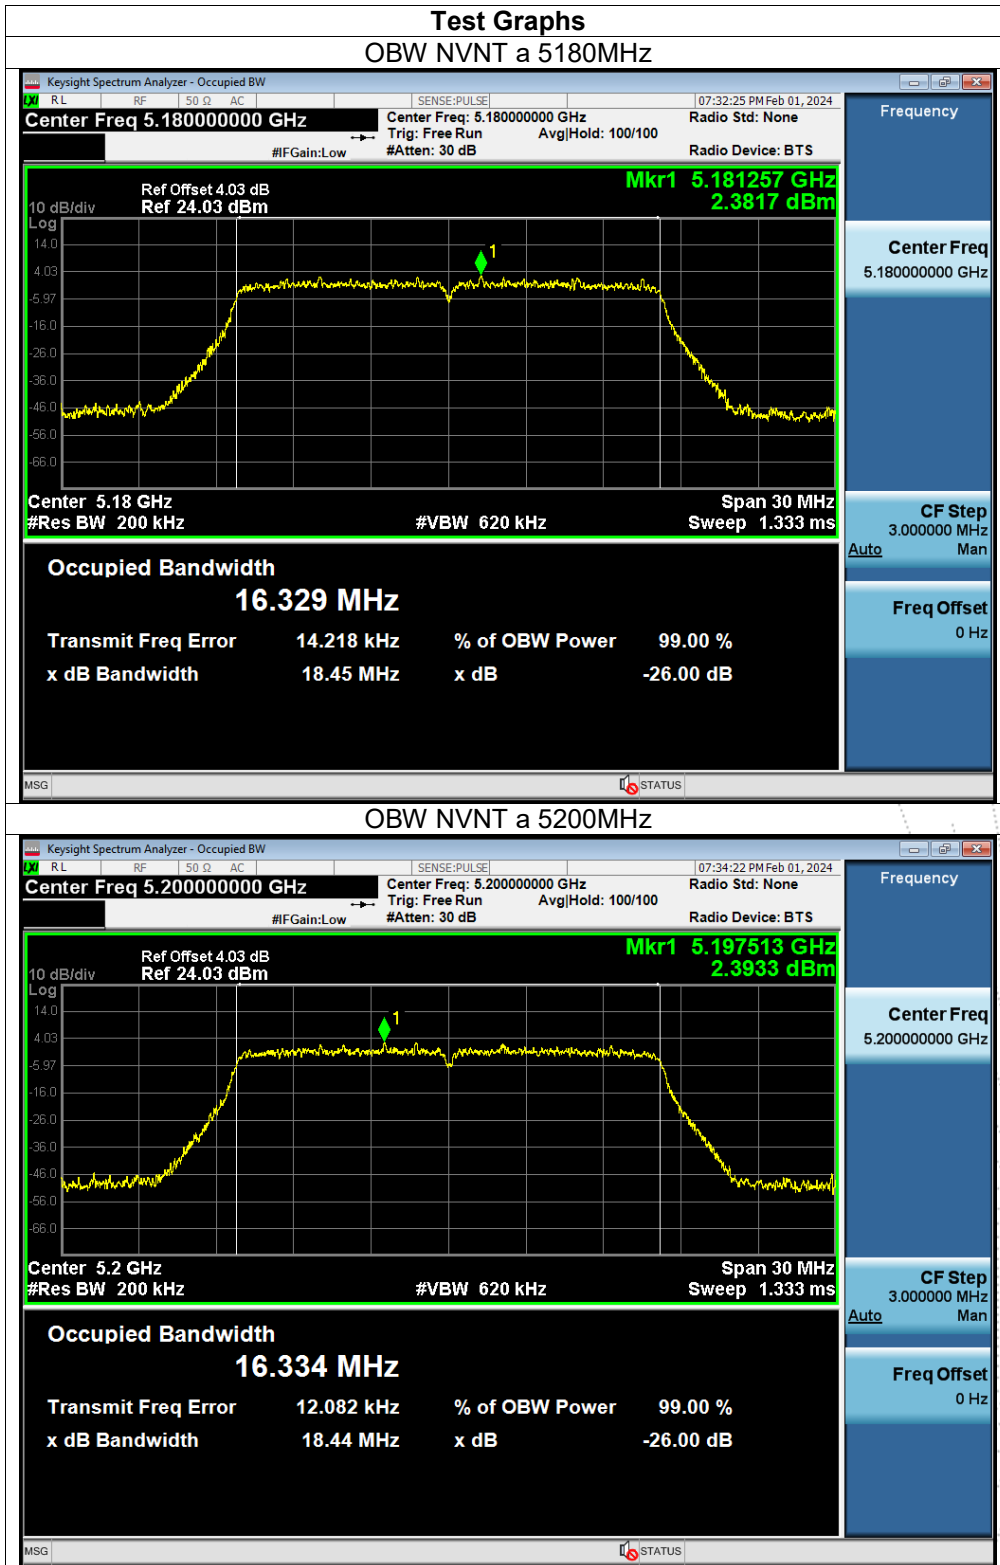 Test Graphs
OBW NVNT a 5180MHz
Keysight Spectrum Analyzer - Occupied BW
LXI RL RF 50 Ω AC SENSE:PULSE 07:32:25 PM Feb 01, 2024
Center Freq 5.180000000 GHz Center Freq: 5.180000000 GHz Radio Std: None Frequency
Trig: Free Run Avg|Hold: 100/100
#IFGain:Low #Atten: 30 dB Radio Device: BTS
Mkr1 5.181257 GHz
Ref Offset 4.03 dB
10 dB/div Ref 24.03 dBm 2.3817 dBm
Log
14.0
4.03
-5.97
-16.0
-26.0
-36.0
-46.0
-56.0
-66.0
1
Center 5.18 GHz Span 30 MHz
#Res BW 200 kHz #VBW 620 kHz Sweep 1.333 ms
Occupied Bandwidth
16.329 MHz
Transmit Freq Error 14.218 kHz % of OBW Power 99.00 %
x dB Bandwidth 18.45 MHz x dB -26.00 dB
Center Freq
5.180000000 GHz
CF Step
3.000000 MHz
Auto Man
Freq Offset
0 Hz
MSG STATUS
OBW NVNT a 5200MHz
Keysight Spectrum Analyzer - Occupied BW
LXI RL RF 50 Ω AC SENSE:PULSE 07:34:22 PM Feb 01, 2024
Center Freq 5.200000000 GHz Center Freq: 5.200000000 GHz Radio Std: None Frequency
Trig: Free Run Avg|Hold: 100/100
#IFGain:Low #Atten: 30 dB Radio Device: BTS
Mkr1 5.197513 GHz
Ref Offset 4.03 dB
10 dB/div Ref 24.03 dBm 2.3933 dBm
Log
14.0
4.03
-5.97
-16.0
-26.0
-36.0
-46.0
-56.0
-66.0
1
Center 5.2 GHz Span 30 MHz
#Res BW 200 kHz #VBW 620 kHz Sweep 1.333 ms
Occupied Bandwidth
16.334 MHz
Transmit Freq Error 12.082 kHz % of OBW Power 99.00 %
x dB Bandwidth 18.44 MHz x dB -26.00 dB
Center Freq
5.200000000 GHz
CF Step
3.000000 MHz
Auto Man
Freq Offset
0 Hz
MSG STATUS